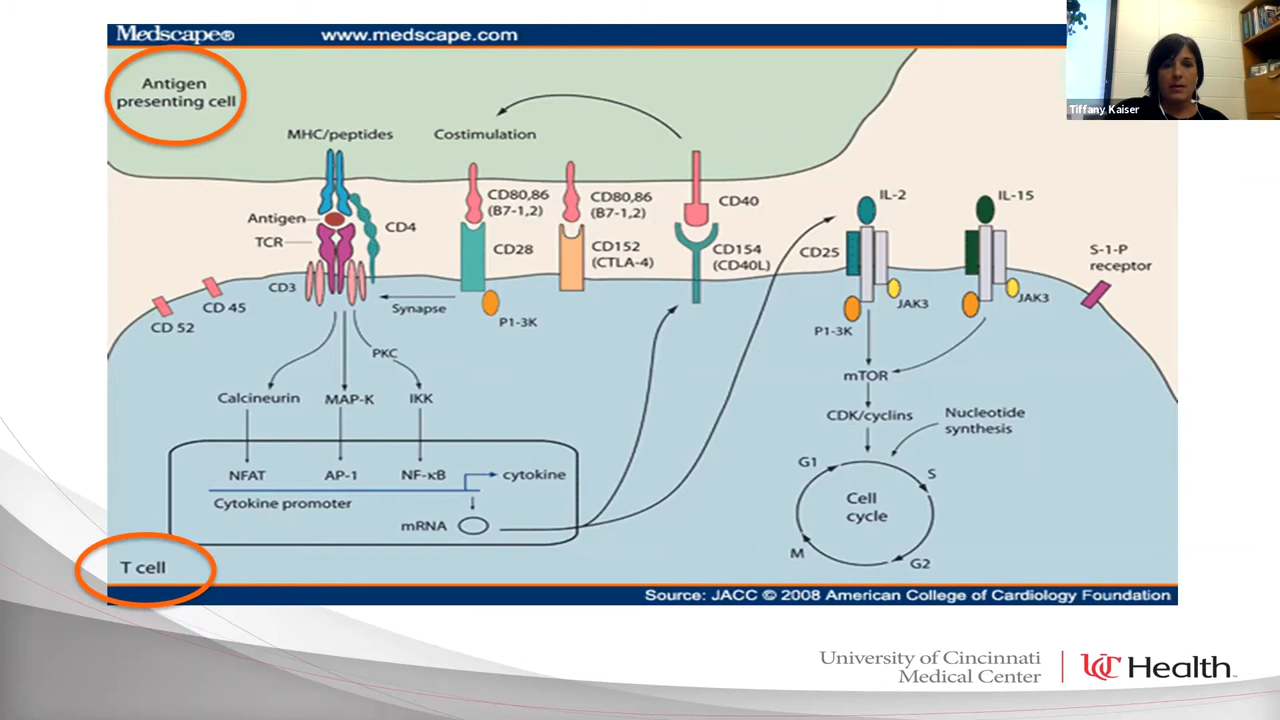 Medscape® www.medscape.com
Tiffany Kaiser
Antigen
presenting cell
MHC/peptides
Costimulation
CD80,86
(B7-1,2)
CD80,86
(B7-1,2)
CD40
IL-2
IL-15
Antigen
TCR
CD4
CD28
CD152
(CTLA-4)
CD154
(CD40L)
CD25
S-1-P
receptor
CD3
CD 45
CD 52
Synapse
P1-3K
P1-3K
JAK3
JAK3
PKC
mTOR
Calcineurin
MAP-K
IKK
CDK/cyclins
Nucleotide
synthesis
NFAT
AP-1
NF-κB
cytokine
Cytokine promoter
mRNA
G1
S
Cell
cycle
M
G2
T cell
Source: JACC © 2008 American College of Cardiology Foundation
University of Cincinnati
Medical Center
UC Health™